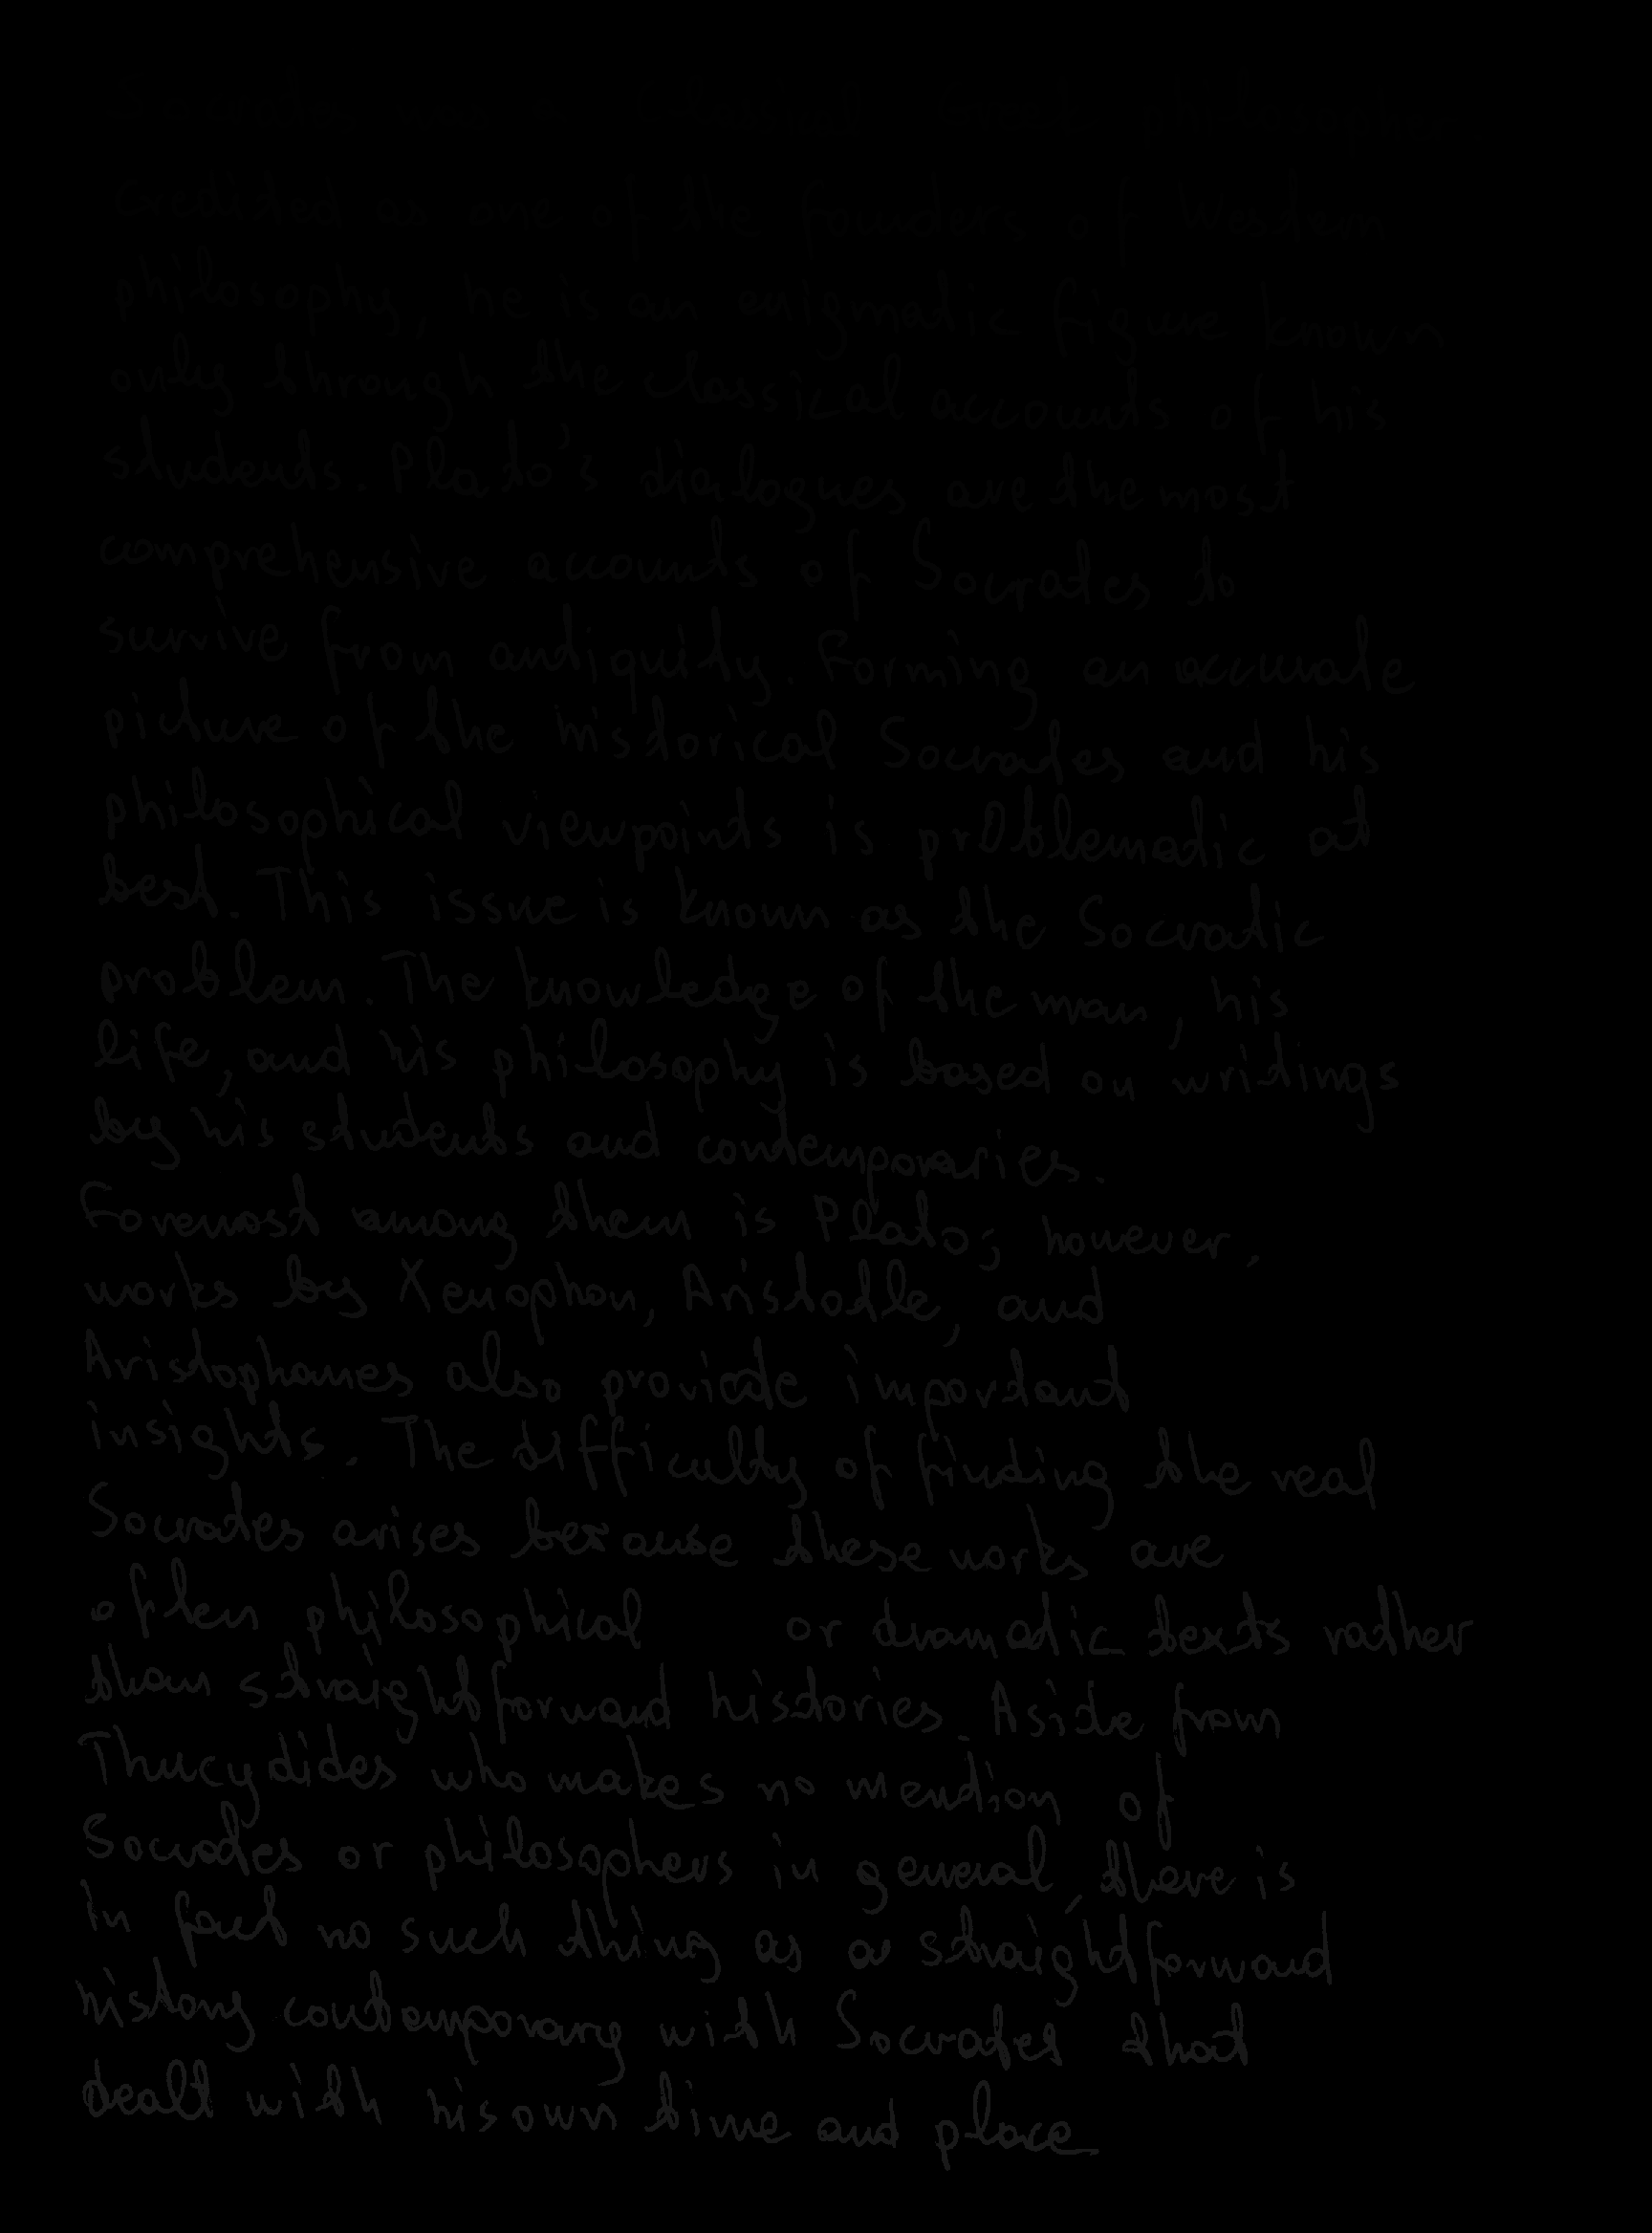 Socrates was a Classical Greek philosopher
credited as one of the founders of Western
philosophy, he is an enigmatic figure known
only through the classical accounts of his
students. Plato's dialogues are the most
comprehensive accounts of Socrates to
survive from antiquity. Forming an accurate
picture of the historical Socrates and his
philosophical viewpoints is problematic at
best. This issue is known as the Socratic
problem. The knowledge of the man, his
life, and his philosophy is based on writings
by his students and contemporaries.
Foremost among them is Plato; however,
works by Xenophon, Aristotle, and
Aristophanes also provide important
insights. The difficulty of finding the real
Socrates arises because these works are
often philosophical or dramatic texts rather
than straightforward histories. Aside from
Thucydides who makes no mention of
Socrates or philosophers in general, there is
in fact no such thing as a straightforward
history contemporary with Socrates that
dealt with his own time and place